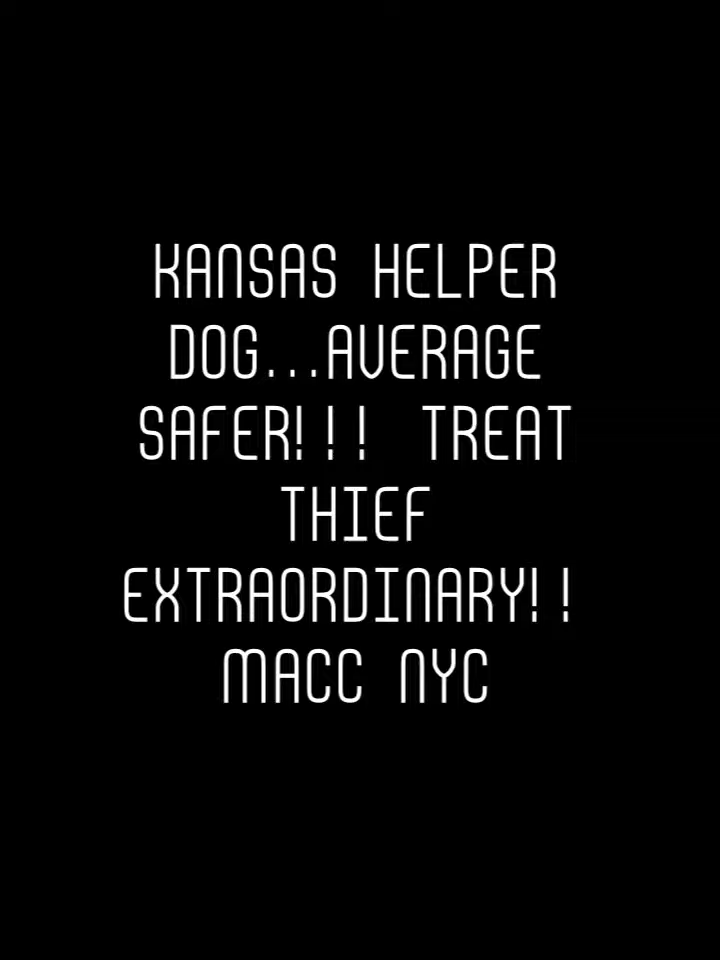 KANSAS HELPER
DOG...AVERAGE
SAFER!!! TREAT
THIEF
EXTRAORDINARY!!
MACC NYC